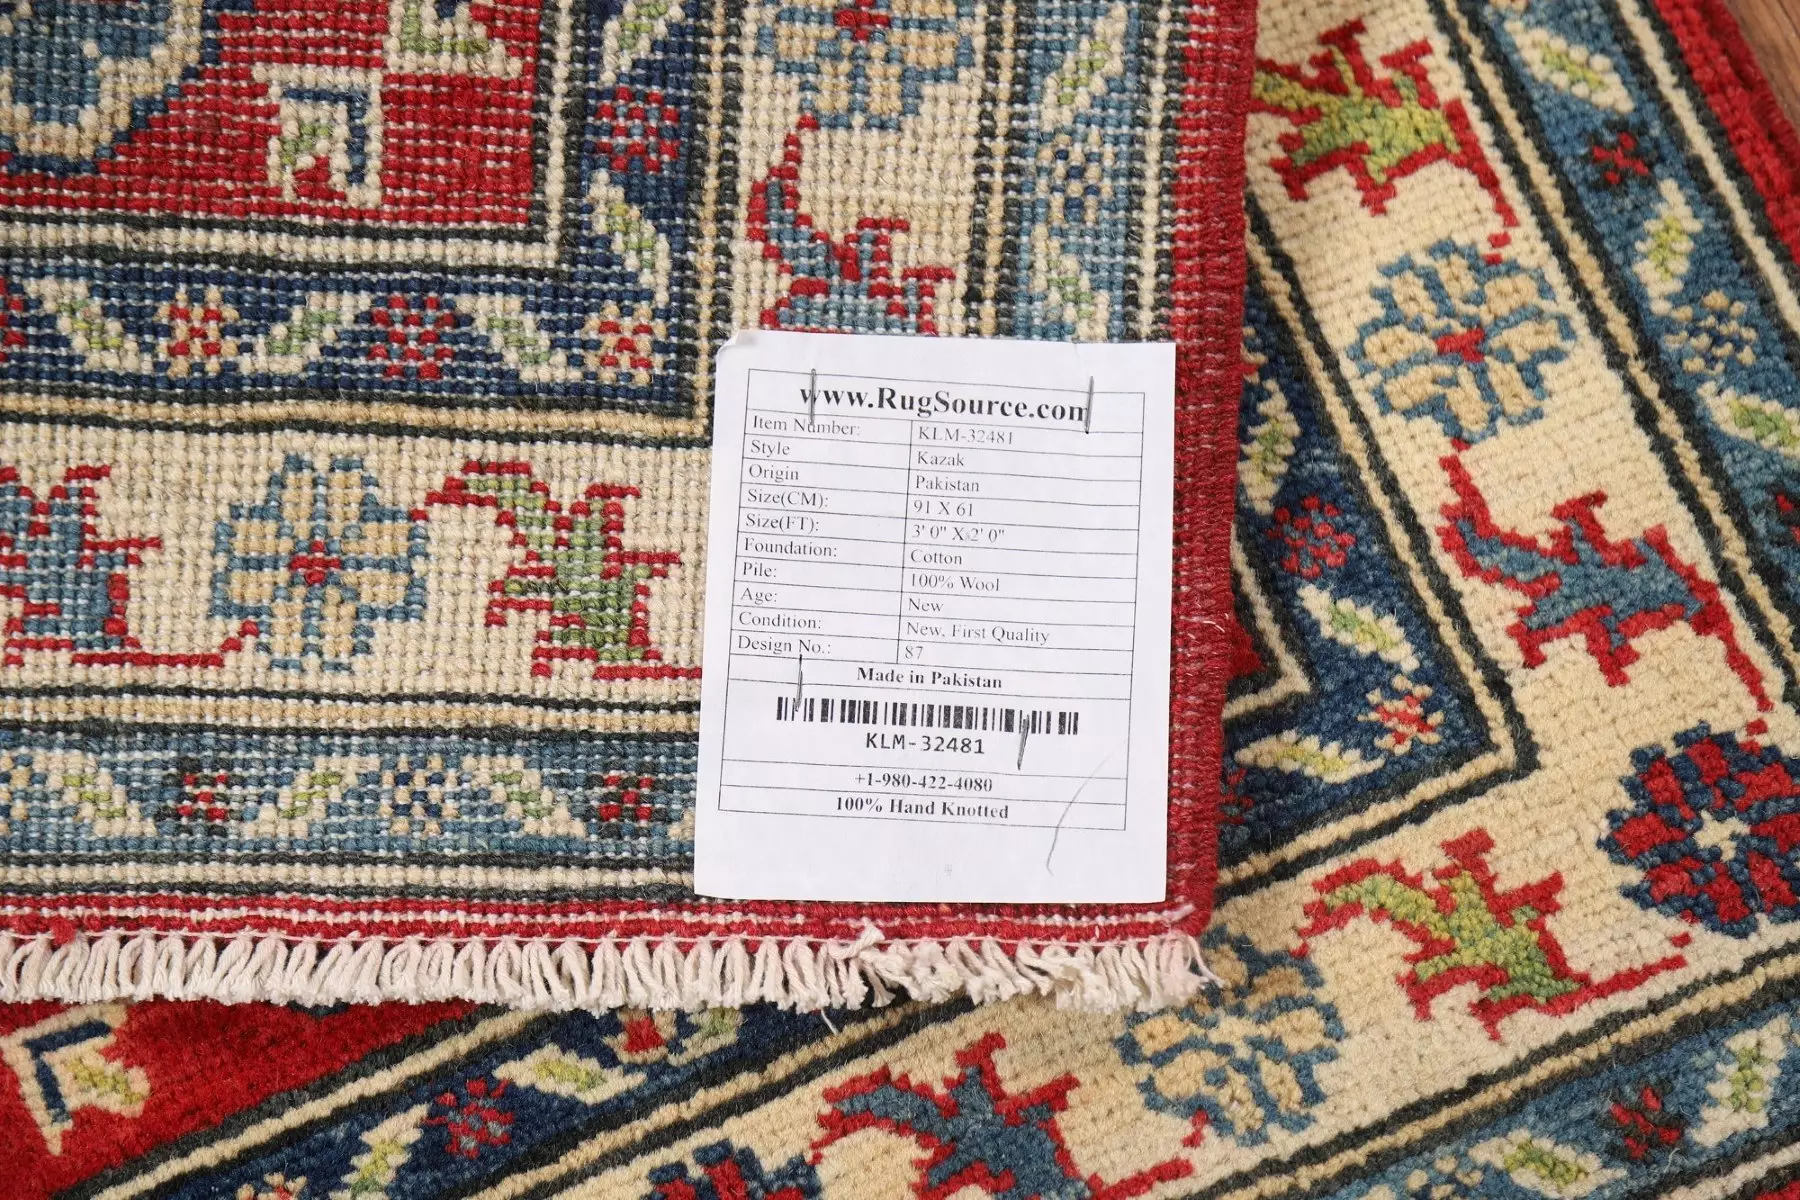 www.RugSource.com
Item Number: KLM-32481
Style Kazak
Origin Pakistan
Size(CM): 91 X 61
Size(FT): 3' 0" X 2' 0"
Foundation: Cotton
Pile: 100% Wool
Age: New
Condition: New, First Quality
Design No.: 87
Made in Pakistan
KLM-32481
+1-980-422-4080
100% Hand Knotted